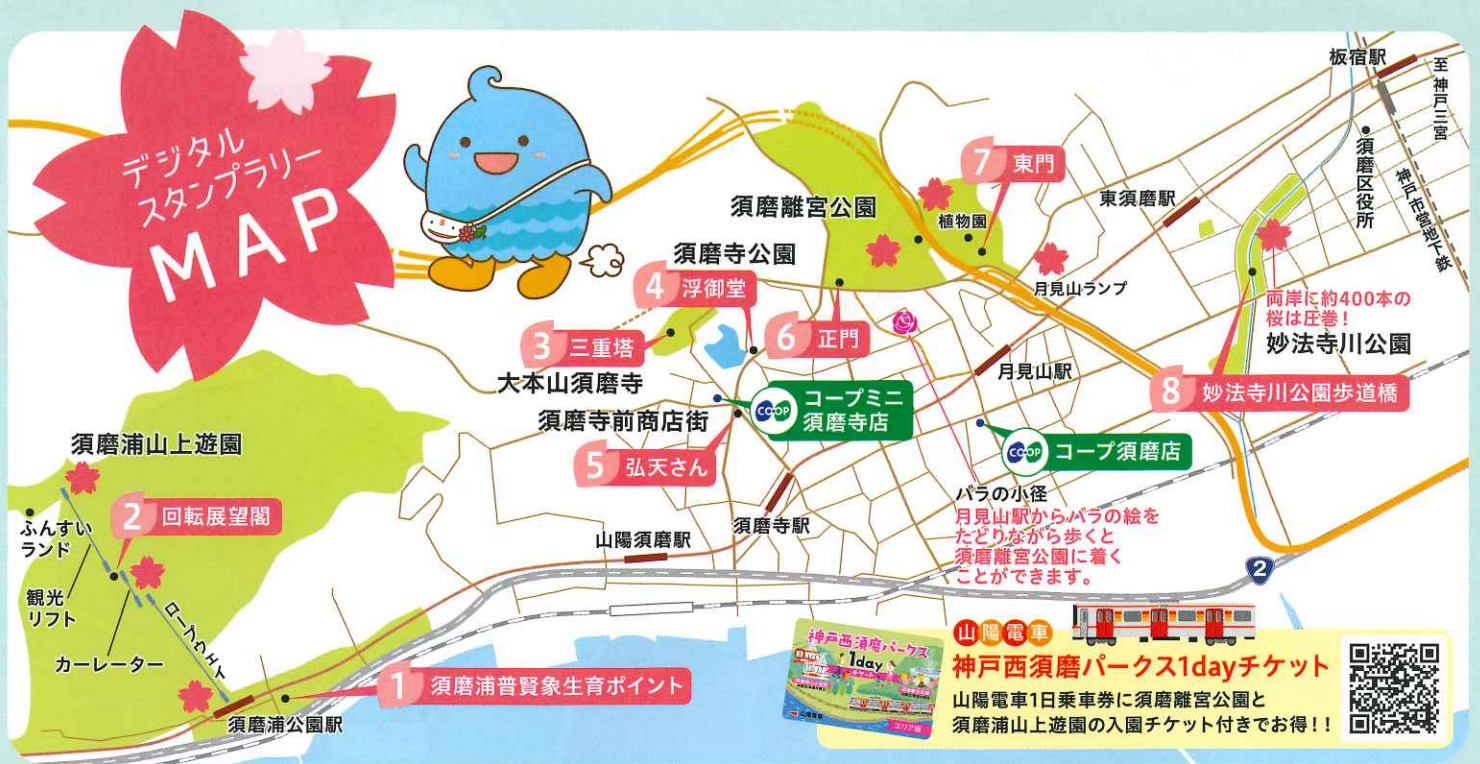 デジタル
スタンプラリー
MAP
板宿駅
至神戸三宮
須磨区役所
神戸市営地下鉄
7 東門
須磨離宮公園
植物園
東須磨駅
須磨寺公園
4 浮御堂
月見山ランプ
両岸に約400本の
桜は圧巻！
妙法寺川公園
3 三重塔
6 正門
大本山須磨寺
月見山駅
8 妙法寺川公園歩道橋
CO・OP
コープミニ
須磨寺店
須磨寺前商店街
5 弘天さん
CO・OP
コープ須磨店
須磨浦山上遊園
2 回転展望閣
ふんすい
ランド
観光
リフト
カーレーター
ロープウェイ
山陽須磨駅
須磨寺駅
バラの小径
月見山駅からバラの絵を
たどりながら歩くと
須磨離宮公園に着く
ことができます。
2
1 須磨浦普賢象生育ポイント
須磨浦公園駅
神戸西須磨パークス
1day
チケット
山陽電車
エリア版
山陽電車
神戸西須磨パークス1dayチケット
山陽電車1日乗車券に須磨離宮公園と
須磨浦山上遊園の入園チケット付きでお得！！